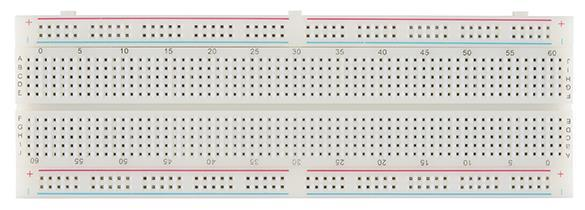 + +
- -
0 5 10 15 20 25 30 35 40 45 50 55 60
A J
B I
C H
D G
E F
F E
G D
H C
I B
J A
60 55 50 45 40 35 30 25 20 15 10 5 0
+ +
- -